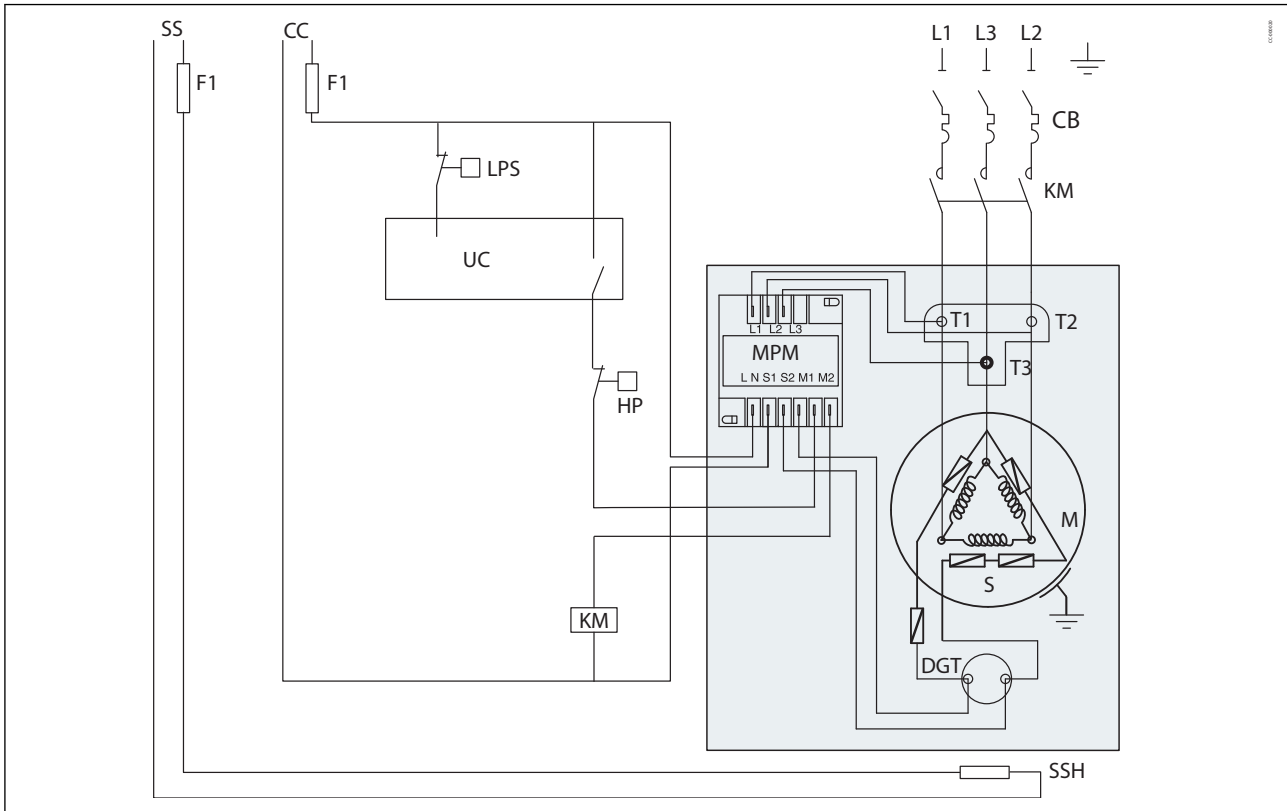 SS
CC
L1 L3 L2
F1
F1
CB
LPS
KM
UC
L1 L2 L3
T1
T2
MPM
T3
L N S1 S2 M1 M2
HP
M
S
KM
DGT
SSH